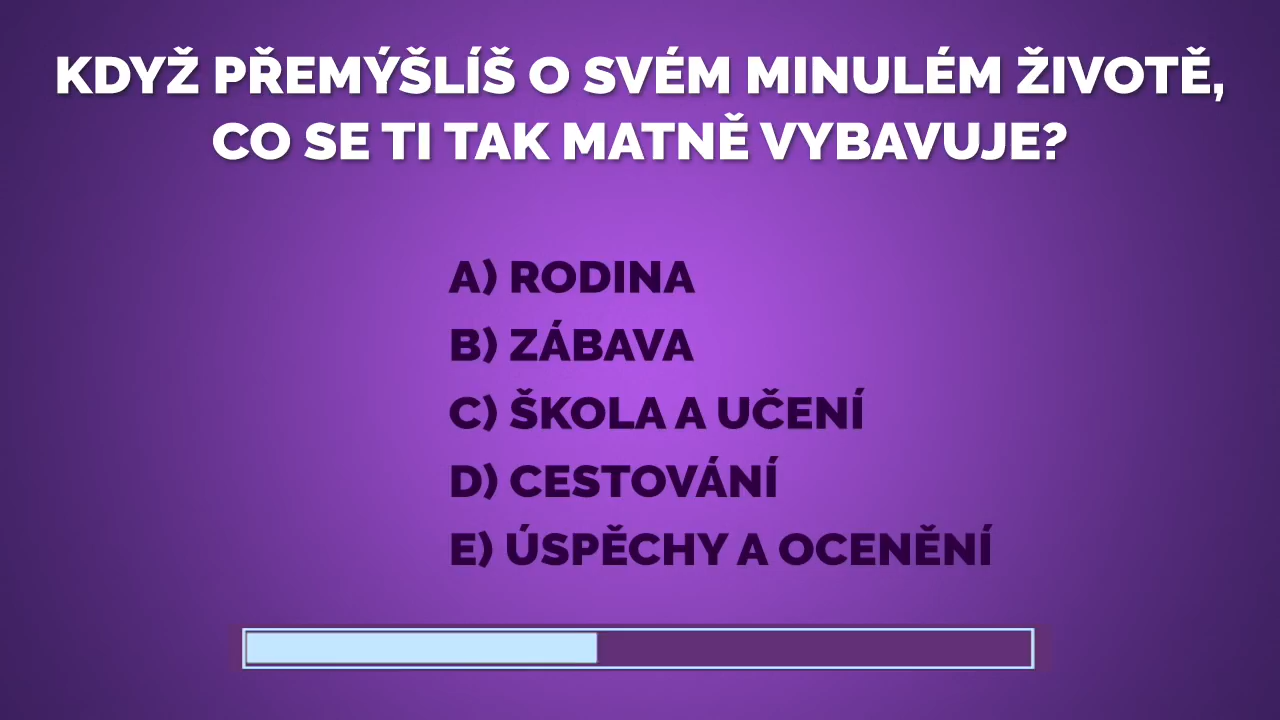 KDYŽ PŘEMÝŠLÍŠ O SVÉM MINULÉM ŽIVOTĚ,
CO SE TI TAK MATNĚ VYBAVUJE?
A) RODINA
B) ZÁBAVA
C) ŠKOLA A UČENÍ
D) CESTOVÁNÍ
E) ÚSPĚCHY A OCENĚNÍ